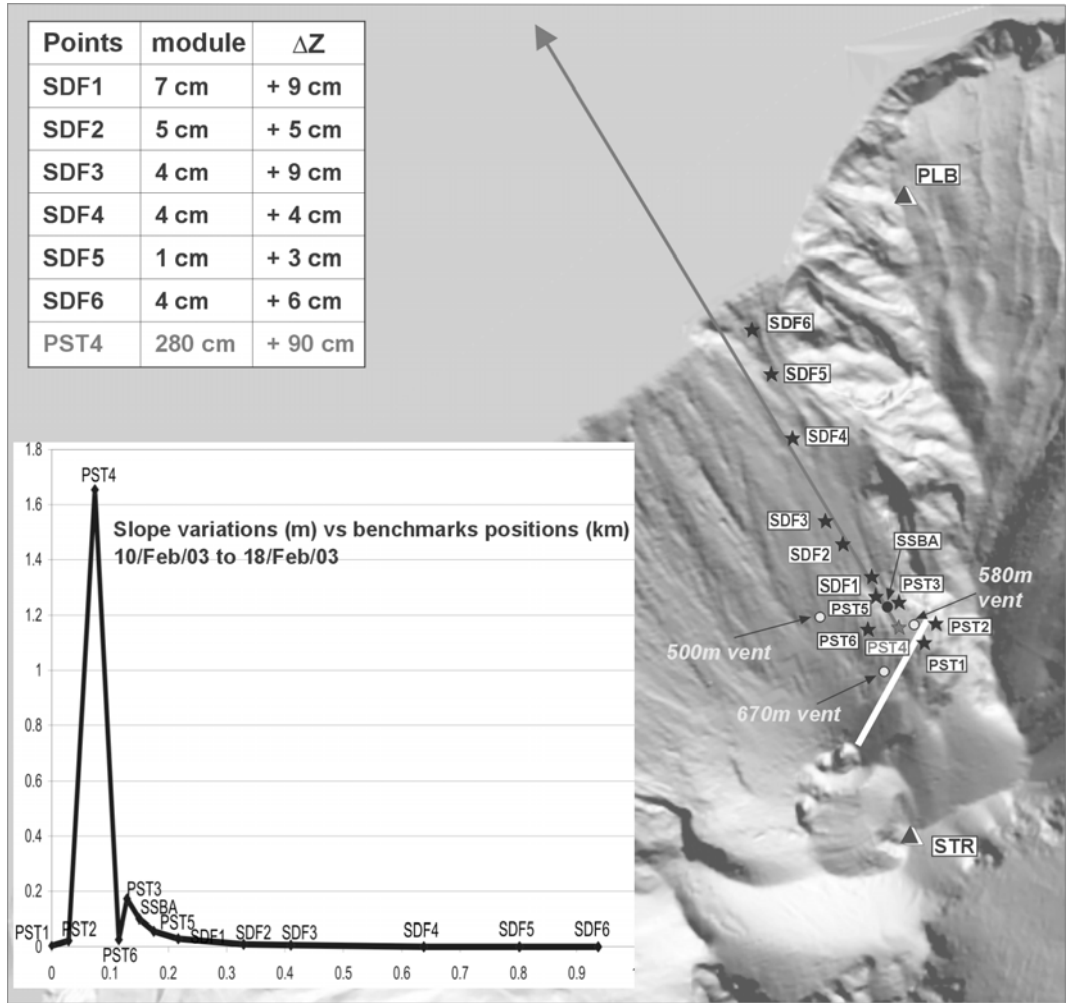 Points module ΔZ
SDF1 7 cm + 9 cm
SDF2 5 cm + 5 cm
SDF3 4 cm + 9 cm
SDF4 4 cm + 4 cm
SDF5 1 cm + 3 cm
SDF6 4 cm + 6 cm
PST4 280 cm + 90 cm
PLB
SDF6
SDF5
SDF4
SDF3
SDF2
SSBA
SDF1
PST3
580m
vent
PST5
PST2
500m vent
PST6
PST4
PST1
670m vent
STR
1.8
PST4
1.6
Slope variations (m) vs benchmarks positions (km)
10/Feb/03 to 18/Feb/03
1.4
1.2
1
0.8
0.6
0.4
0.2
PST3
SSBA
PST5
PST1 PST2 SDF1 SDF2 SDF3 SDF4 SDF5 SDF6
0
PST6
0 0.1 0.2 0.3 0.4 0.5 0.6 0.7 0.8 0.9